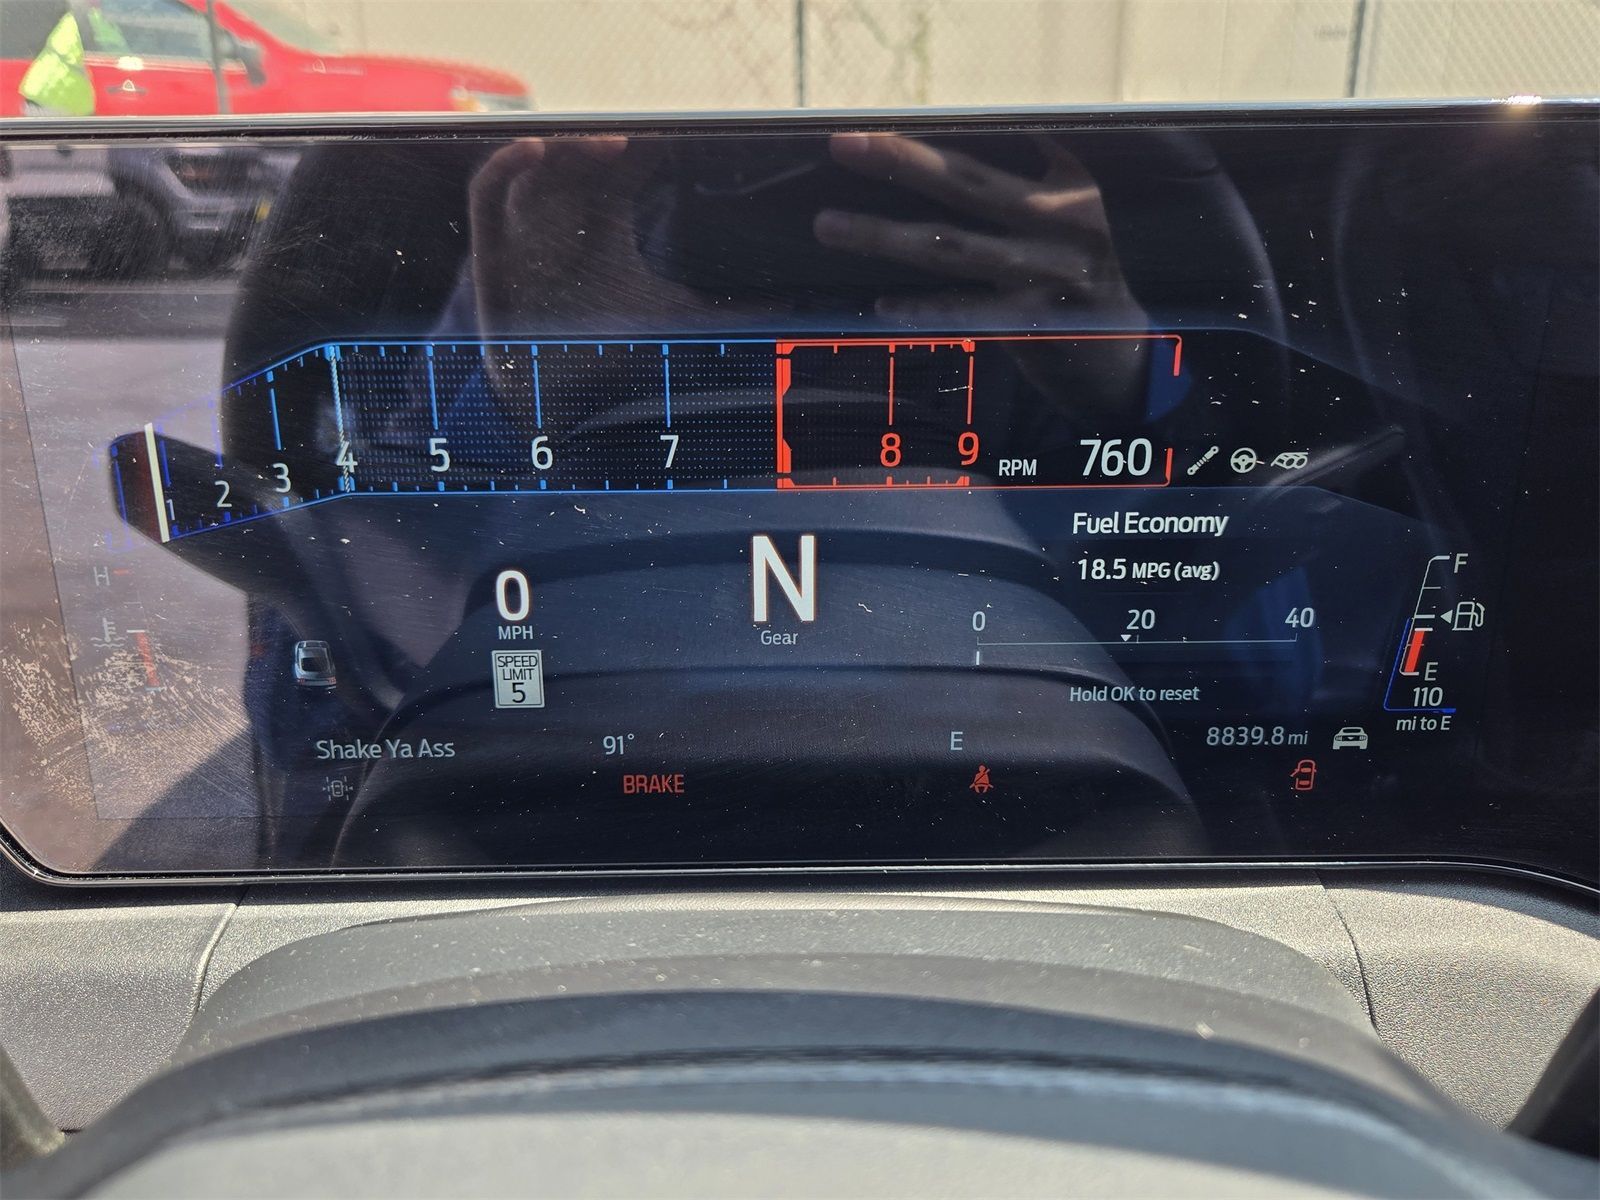 1 2 3 4 5 6 7 8 9 RPM 760
Fuel Economy
18.5 MPG (avg)
0 20 40
Hold OK to reset
N
Gear
0
MPH
SPEED
LIMIT
5
H
F
E
110
mi to E
Shake Ya Ass 91° E 8839.8 mi
BRAKE